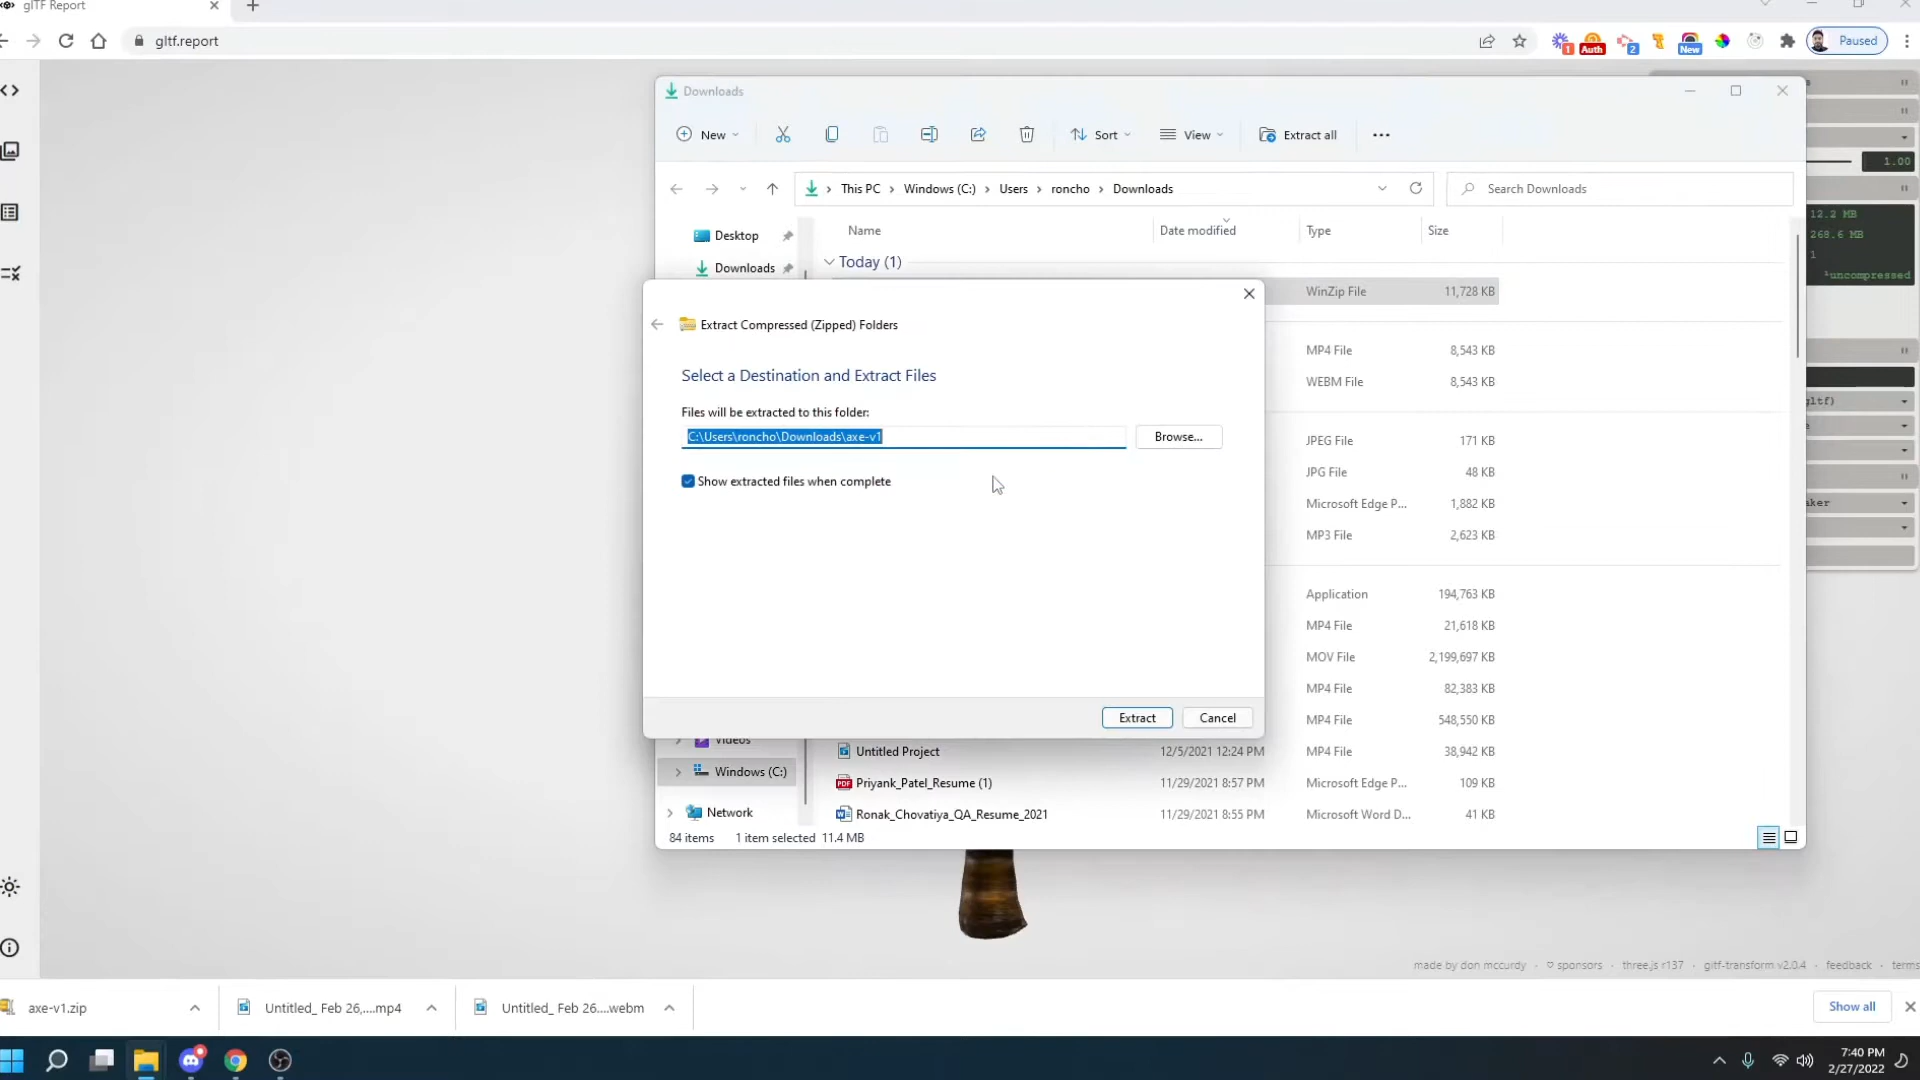 glTF Report
gltf.report
1
Auth
2
New
Paused
Downloads
New
Sort
View
Extract all
This PC
Windows (C:)
Users
roncho
Downloads
Search Downloads
1.00
12.2 MB
268.6 MB
1
¹uncompressed
Desktop
Downloads
Name
Date modified
Type
Size
Today (1)
WinZip File
11,728 KB
Extract Compressed (Zipped) Folders
Select a Destination and Extract Files
Files will be extracted to this folder:
C:\Users\roncho\Downloads\axe-v1
Browse...
Show extracted files when complete
Extract
Cancel
MP4 File
8,543 KB
WEBM File
8,543 KB
JPEG File
171 KB
JPG File
48 KB
Microsoft Edge P...
1,882 KB
MP3 File
2,623 KB
Application
194,763 KB
MP4 File
21,618 KB
MOV File
2,199,697 KB
MP4 File
82,383 KB
MP4 File
548,550 KB
Videos
Untitled Project
12/5/2021 12:24 PM
MP4 File
38,942 KB
Windows (C:)
Priyank_Patel_Resume (1)
11/29/2021 8:57 PM
Microsoft Edge P...
109 KB
Network
Ronak_Chovatiya_QA_Resume_2021
11/29/2021 8:55 PM
Microsoft Word D...
41 KB
84 items
1 item selected
11.4 MB
made by don mccurdy
sponsors
three.js r137
gltf-transform v2.0.4
feedback
terms
axe-v1.zip
Untitled_ Feb 26,....mp4
Untitled_ Feb 26....webm
Show all
7:40 PM
2/27/2022